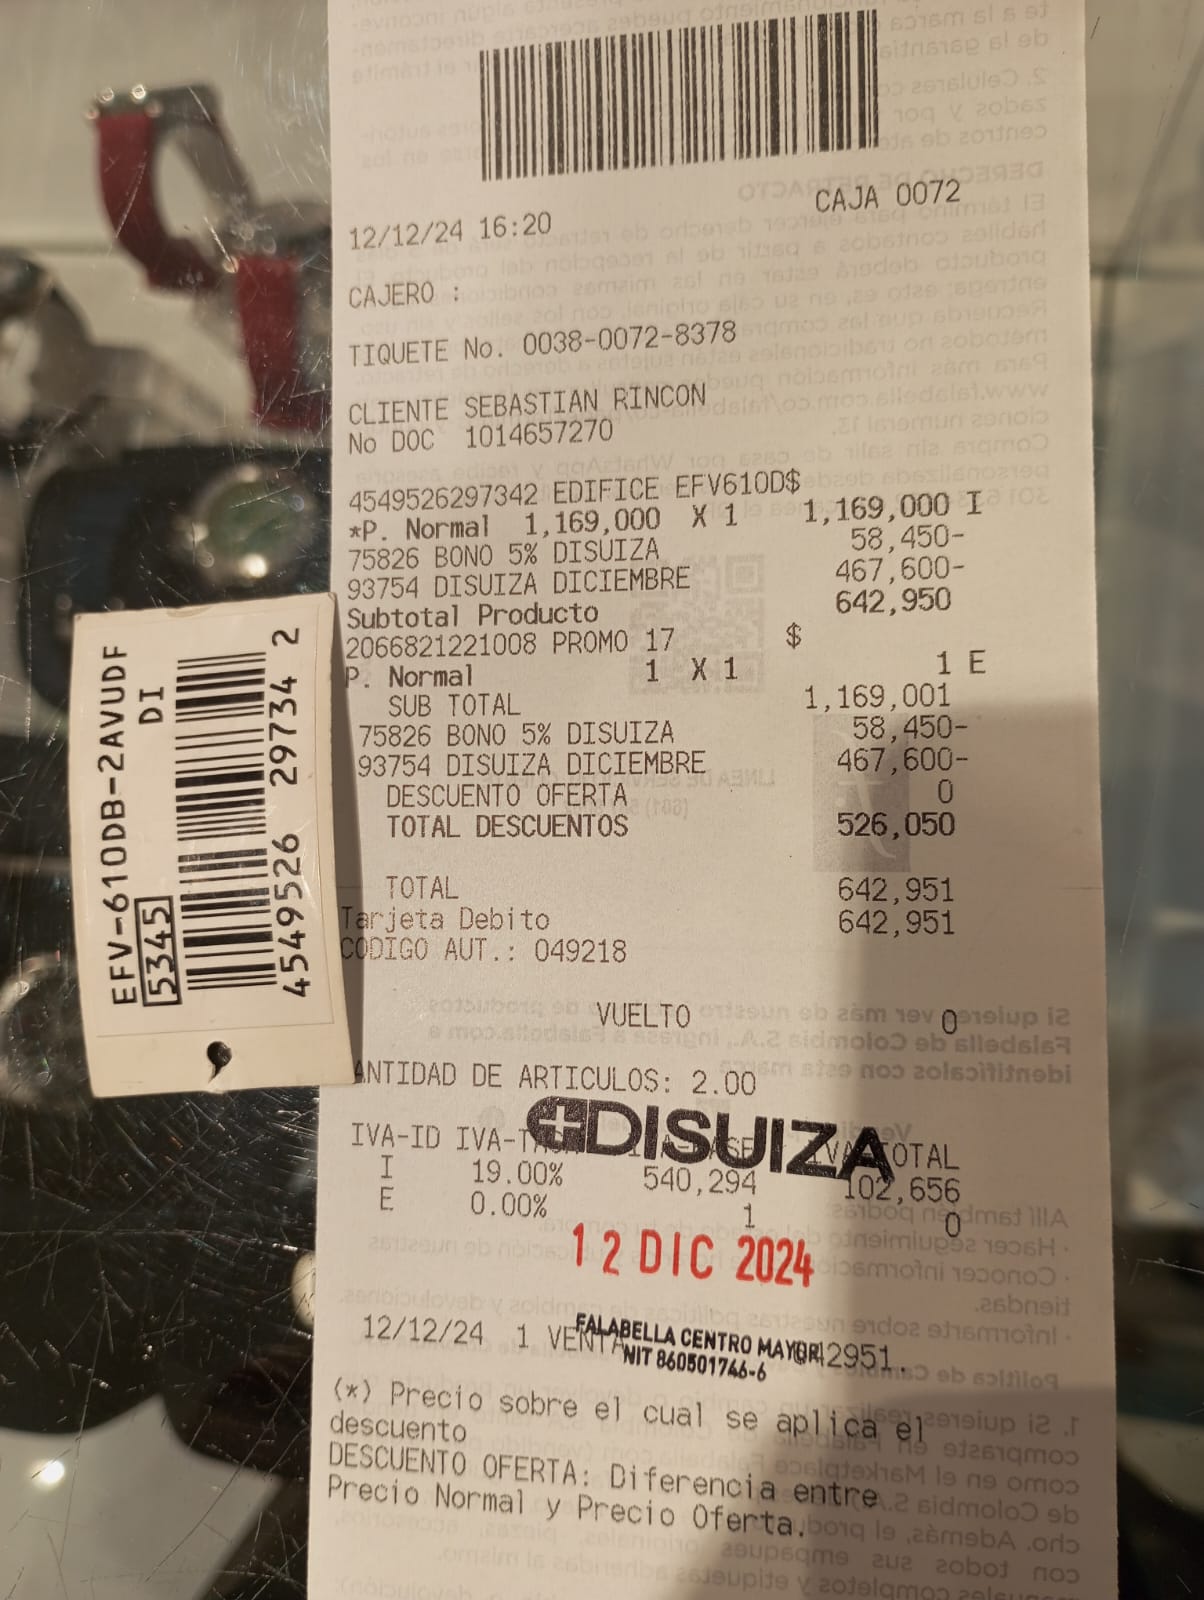 CAJA 0072
12/12/24 16:20
CAJERO :
TIQUETE No. 0038-0072-8378
CLIENTE SEBASTIAN RINCON
No DOC 1014657270
4549526297342 EDIFICE EFV610D$
*P. Normal 1,169,000 X 1 1,169,000 I
75826 BONO 5% DISUIZA 58,450-
93754 DISUIZA DICIEMBRE 467,600-
Subtotal Producto 642,950
2066821221008 PROMO 17 $
P. Normal 1 X 1 1 E
SUB TOTAL 1,169,001
75826 BONO 5% DISUIZA 58,450-
93754 DISUIZA DICIEMBRE 467,600-
DESCUENTO OFERTA 0
TOTAL DESCUENTOS 526,050
TOTAL 642,951
Tarjeta Debito 642,951
CODIGO AUT.: 049218
VUELTO 0
ANTIDAD DE ARTICULOS: 2.00
DISUIZA
IVA-ID
I 19.00% 540,294 102,656
E 0.00% 1 0
12 DIC 2024
12/12/24 1 VENTA
FALABELLA CENTRO MAYOR
NIT 860501746-6
(*) Precio sobre el cual se aplica el
descuento
DESCUENTO OFERTA: Diferencia entre
Precio Normal y Precio Oferta.
EFV-610DB-2AVUDF
5345 DI
4549526 29734 2